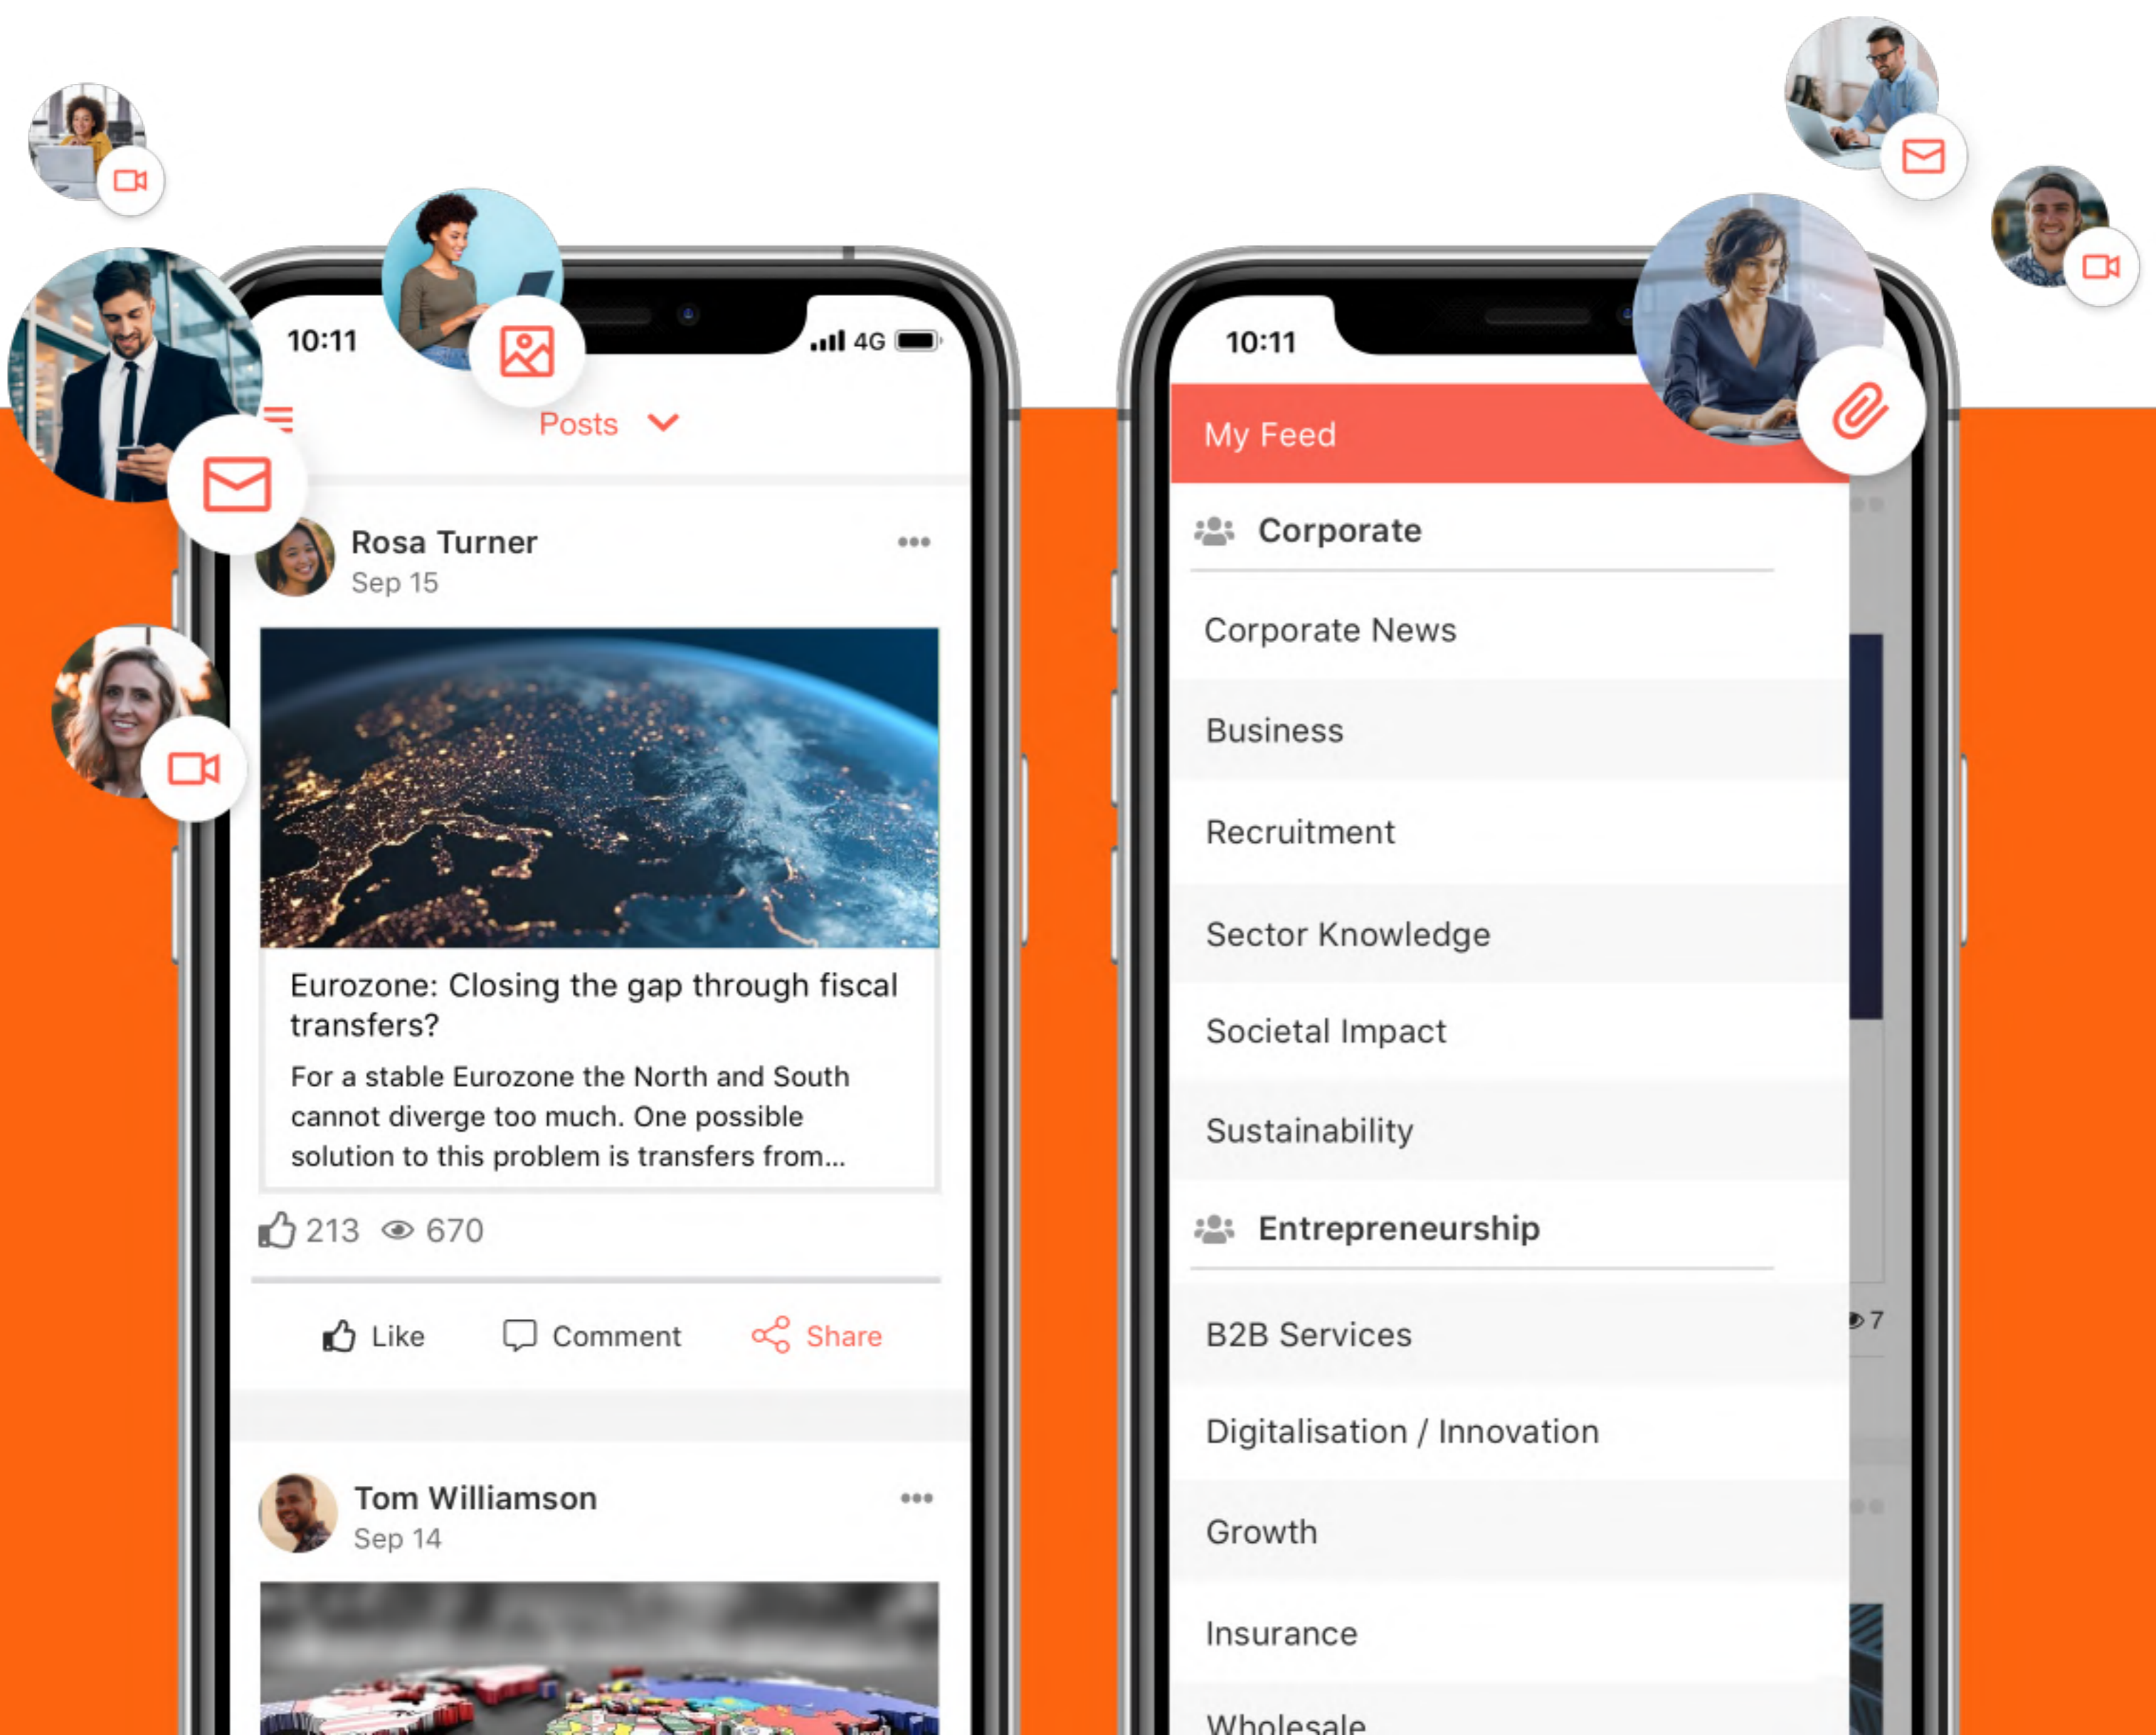 10:11
4G
Posts
Rosa Turner
Sep 15
Eurozone: Closing the gap through fiscal
transfers?
For a stable Eurozone the North and South
cannot diverge too much. One possible
solution to this problem is transfers from...
213 670
Like Comment Share
Tom Williamson
Sep 14
10:11
My Feed
Corporate
Corporate News
Business
Recruitment
Sector Knowledge
Societal Impact
Sustainability
Entrepreneurship
B2B Services
7
Digitalisation / Innovation
Growth
Insurance
Wholesale